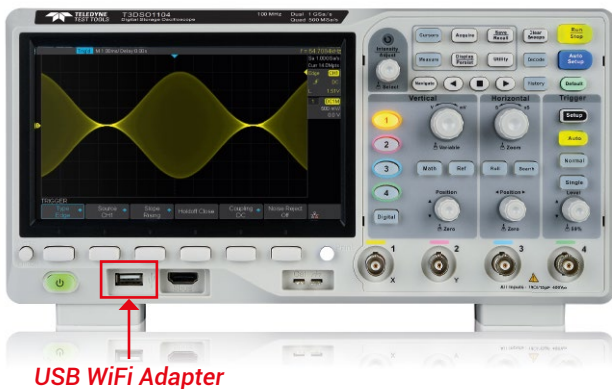 TELEDYNE TEST TOOLS
T3DSO1104
Digital Storage Oscilloscope
100 MHz
Dual 1 GSa/s
Quad 500 MSa/s
Intensity
Adjust
Select
Cursors
Acquire
Save
Recall
Clear
Sweeps
Run
Stop
Measure
Display
Persist
Utility
Decode
Auto
Setup
Navigate
History
Default
Vertical
Horizontal
Trigger
Setup
1
Variable
Zoom
Auto
2
Normal
3
Math
Ref
Roll
Search
Single
4
Position
Position
Level
Digital
Zero
Zero
50%
TRIGGER
Type
Edge
Source
CH1
Slope
Rising
Holdoff Close
Coupling
DC
Noise Reject
Off
1
2
3
4
X
Y
USB WiFi Adapter